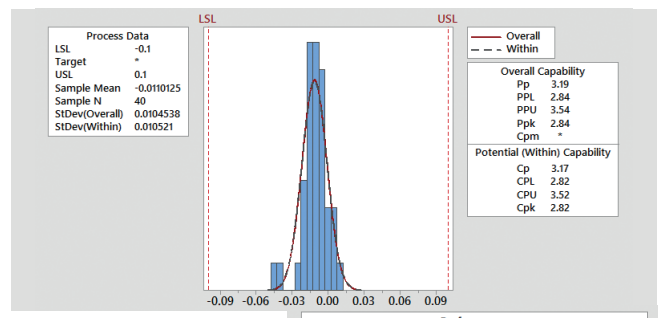 LSL USL
Process Data
LSL -0.1
Target *
USL 0.1
Sample Mean -0.0110125
Sample N 40
StDev(Overall) 0.0104538
StDev(Within) 0.010521
Overall
Within
Overall Capability
Pp 3.19
PPL 2.84
PPU 3.54
Ppk 2.84
Cpm *
Potential (Within) Capability
Cp 3.17
CPL 2.82
CPU 3.52
Cpk 2.82
-0.09 -0.06 -0.03 0.00 0.03 0.06 0.09